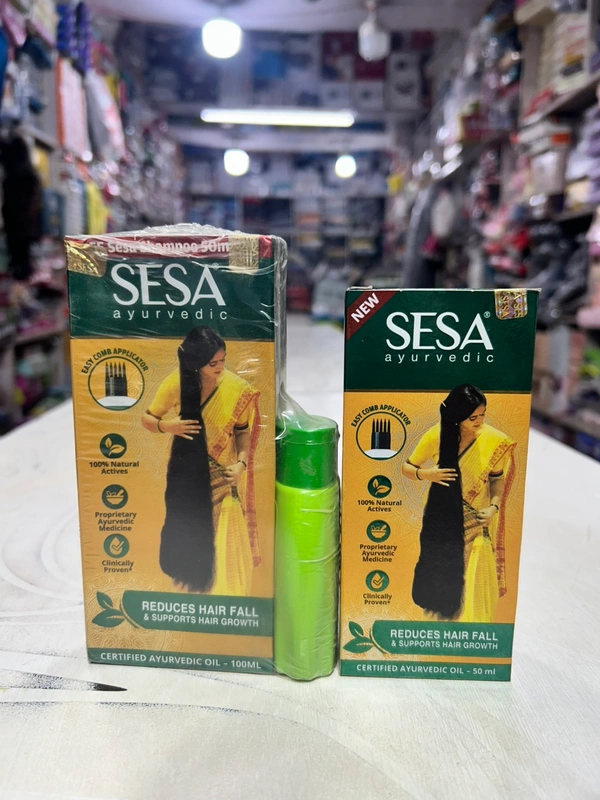 Sesa Shampoo 50m
SESA
ayurvedic
EASY COMB APPLICATOR
100% Natural
Actives
Proprietary
Ayurvedic
Medicine
Clinically
Proven*
REDUCES HAIR FALL
& SUPPORTS HAIR GROWTH
CERTIFIED AYURVEDIC OIL - 100ML
NEW
SESA®
ayurvedic
EASY COMB APPLICATOR
100% Natural
Actives
Proprietary
Ayurvedic
Medicine
Clinically
Proven*
REDUCES HAIR FALL
& SUPPORTS HAIR GROWTH
CERTIFIED AYURVEDIC OIL - 50 ml